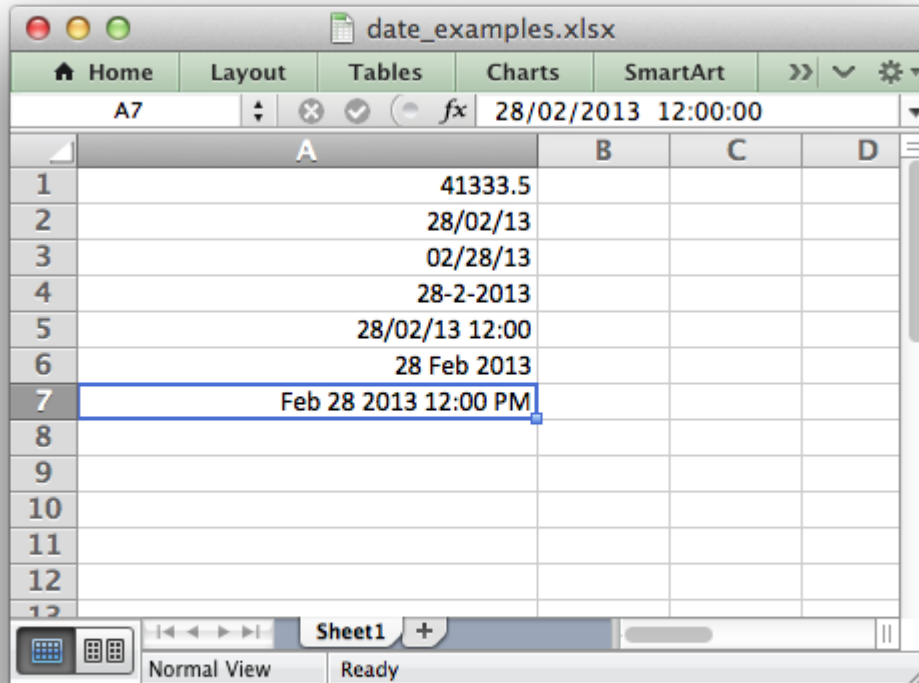 date_examples.xlsx
Home Layout Tables Charts SmartArt
A7 fx 28/02/2013 12:00:00
A B C D
1 41333.5
2 28/02/13
3 02/28/13
4 28-2-2013
5 28/02/13 12:00
6 28 Feb 2013
7 Feb 28 2013 12:00 PM
8
9
10
11
12
13
Sheet1
Normal View Ready